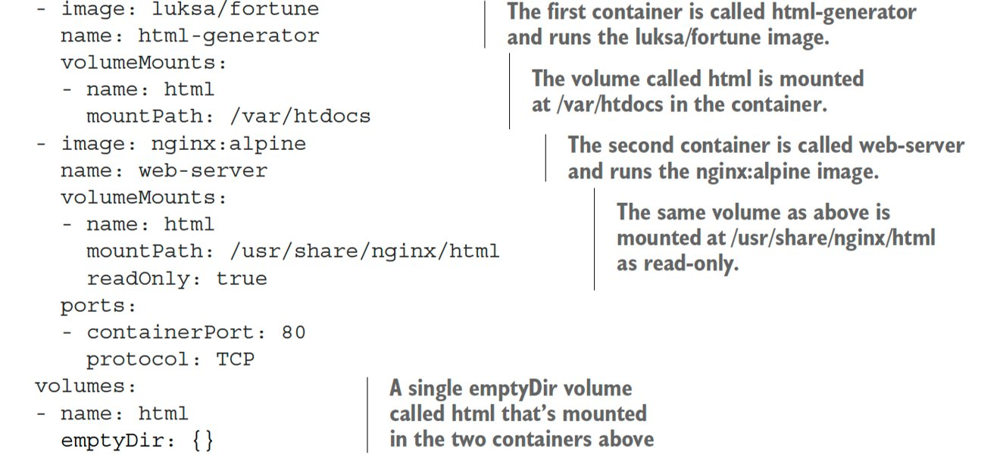 - image: luksa/fortune
name: html-generator
volumeMounts:
- name: html
mountPath: /var/htdocs
- image: nginx:alpine
name: web-server
volumeMounts:
- name: html
mountPath: /usr/share/nginx/html
readOnly: true
ports:
- containerPort: 80
protocol: TCP
volumes:
- name: html
emptyDir: {}
The first container is called html-generator
and runs the luksa/fortune image.
The volume called html is mounted
at /var/htdocs in the container.
The second container is called web-server
and runs the nginx:alpine image.
The same volume as above is
mounted at /usr/share/nginx/html
as read-only.
A single emptyDir volume
called html that's mounted
in the two containers above